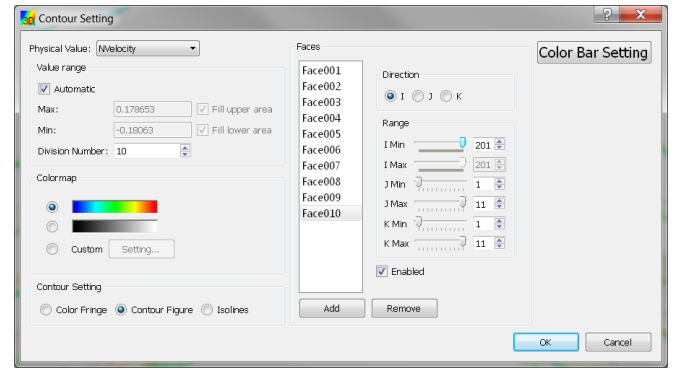 3D Contour Setting
Physical Value: NVelocity
Value range
Automatic
Max: 0.178653 Fill upper area
Min: -0.18063 Fill lower area
Division Number: 10
Colormap
Custom Setting...
Contour Setting
Color Fringe Contour Figure Isolines
Faces
Face001
Face002
Face003
Face004
Face005
Face006
Face007
Face008
Face009
Face010
Add Remove
Direction
I J K
Range
I Min 201
I Max 201
J Min 1
J Max 11
K Min 1
K Max 11
Enabled
Color Bar Setting
OK Cancel